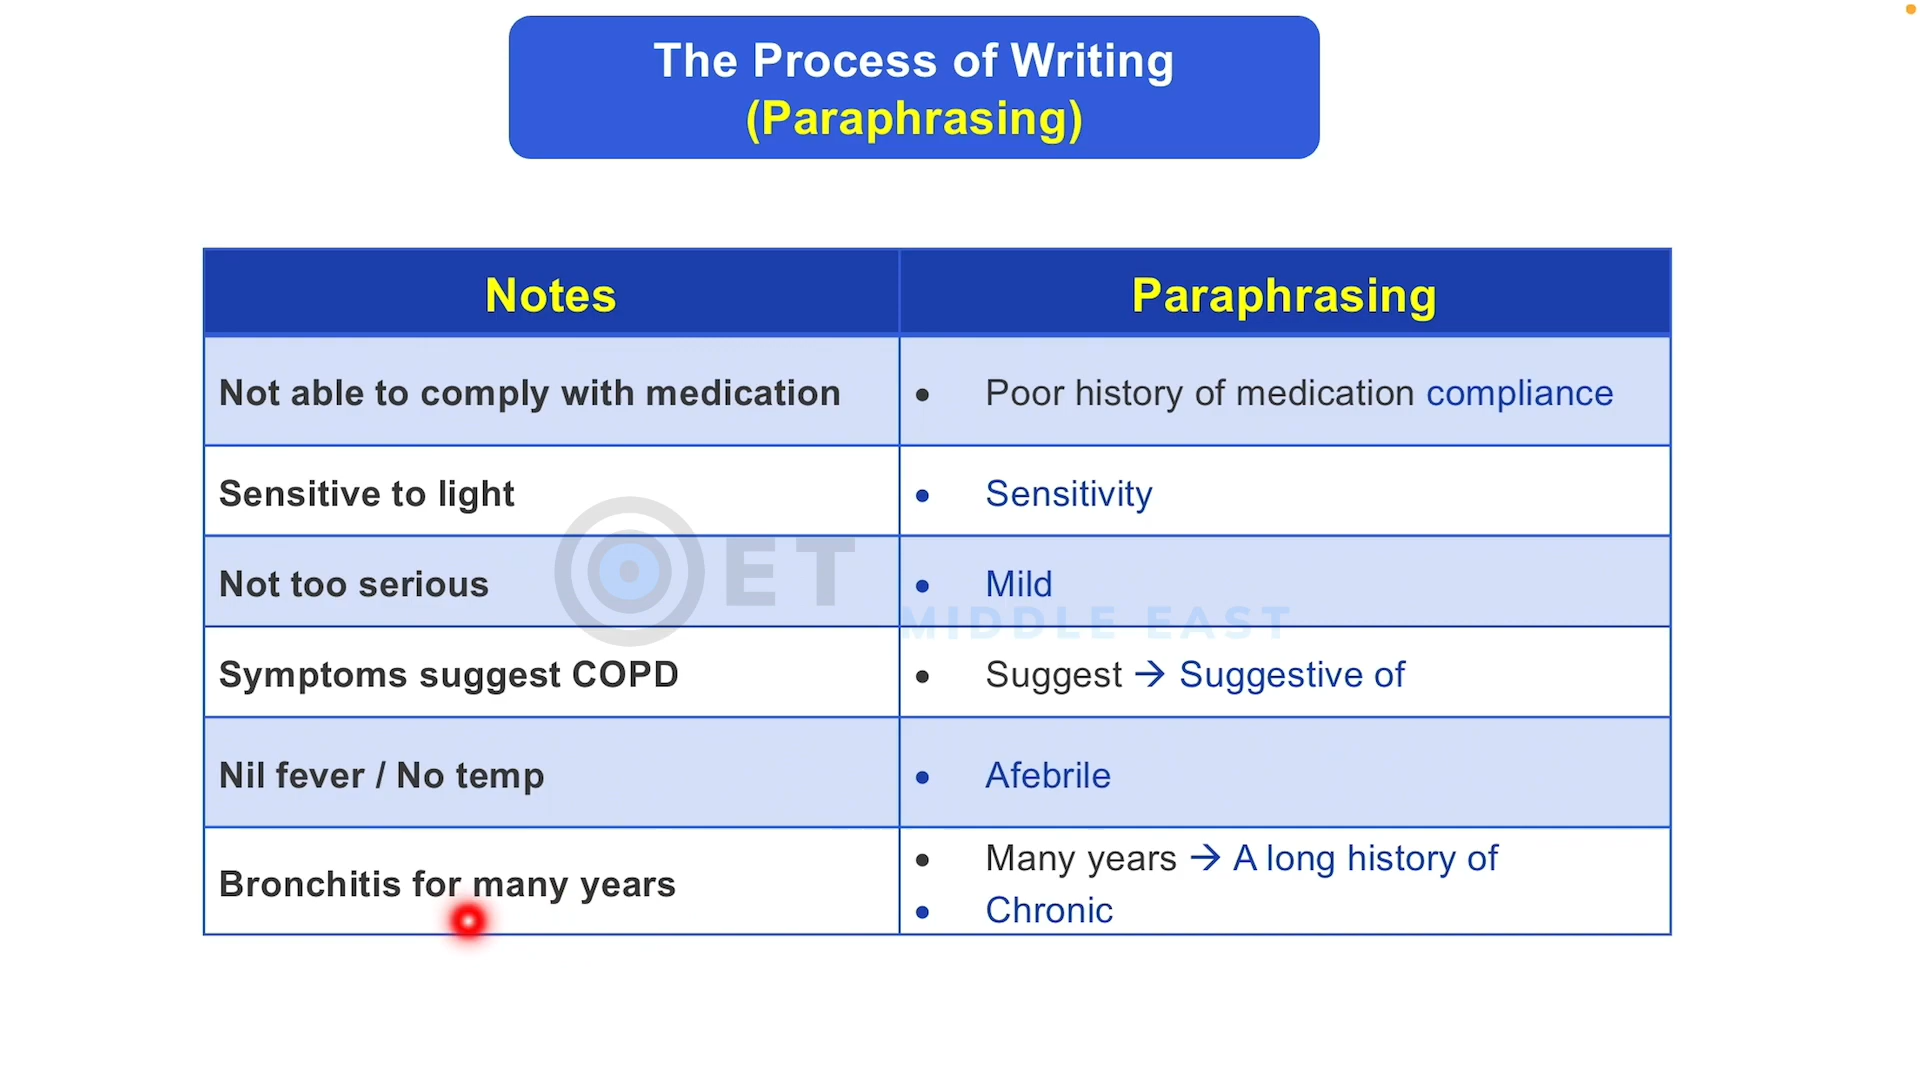 The Process of Writing
(Paraphrasing)
Notes
Paraphrasing
Not able to comply with medication
• Poor history of medication compliance
Sensitive to light
• Sensitivity
Not too serious
• Mild
Symptoms suggest COPD
• Suggest → Suggestive of
Nil fever / No temp
• Afebrile
Bronchitis for many years
• Many years → A long history of
• Chronic
OET
MIDDLE EAST